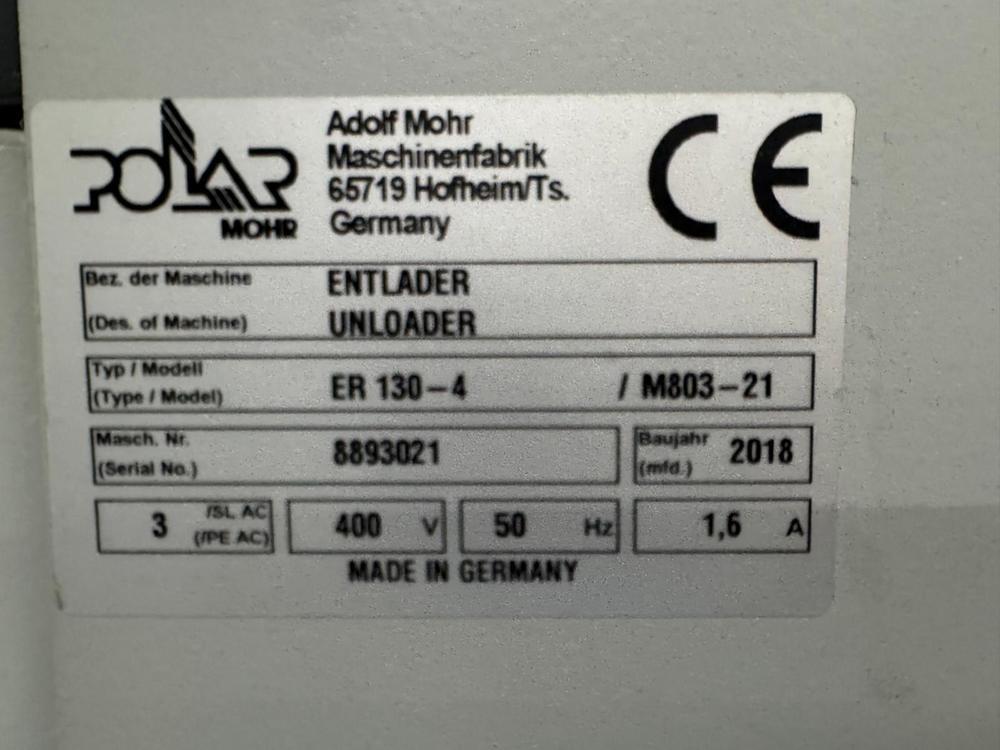 POLAR
MOHR
Adolf Mohr
Maschinenfabrik
65719 Hofheim/Ts.
Germany
CE
Bez. der Maschine ENTLADER
(Des. of Machine) UNLOADER
Typ / Modell
(Type / Model) ER 130-4 / M803-21
Masch. Nr.
(Serial No.) 8893021
Baujahr
(mfd.) 2018
3 /SL AC
(/PE AC)
400 V
50 Hz
1,6 A
MADE IN GERMANY